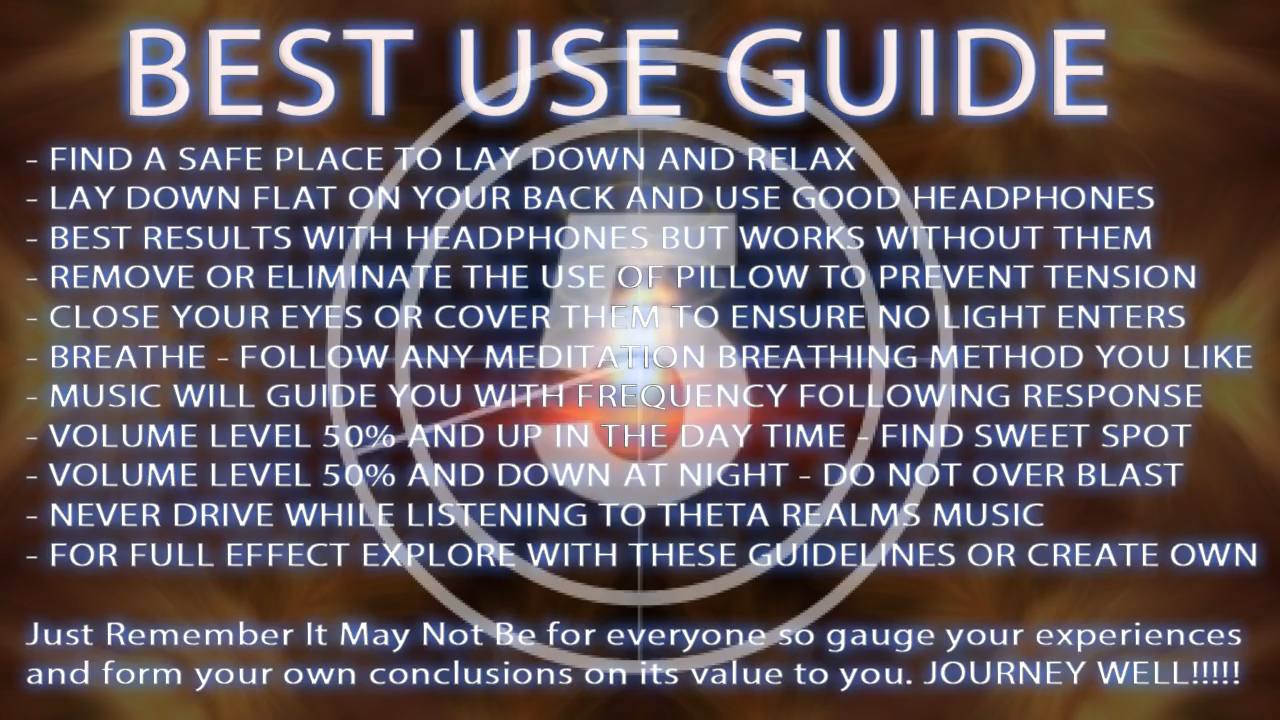 BEST USE GUIDE
- FIND A SAFE PLACE TO LAY DOWN AND RELAX
- LAY DOWN FLAT ON YOUR BACK AND USE GOOD HEADPHONES
- BEST RESULTS WITH HEADPHONES BUT WORKS WITHOUT THEM
- REMOVE OR ELIMINATE THE USE OF PILLOW TO PREVENT TENSION
- CLOSE YOUR EYES OR COVER THEM TO ENSURE NO LIGHT ENTERS
- BREATHE - FOLLOW ANY MEDITATION BREATHING METHOD YOU LIKE
- MUSIC WILL GUIDE YOU WITH FREQUENCY FOLLOWING RESPONSE
- VOLUME LEVEL 50% AND UP IN THE DAY TIME - FIND SWEET SPOT
- VOLUME LEVEL 50% AND DOWN AT NIGHT - DO NOT OVER BLAST
- NEVER DRIVE WHILE LISTENING TO THETA REALMS MUSIC
- FOR FULL EFFECT EXPLORE WITH THESE GUIDELINES OR CREATE OWN
Just Remember It May Not Be for everyone so gauge your experiences
and form your own conclusions on its value to you. JOURNEY WELL!!!!!
5